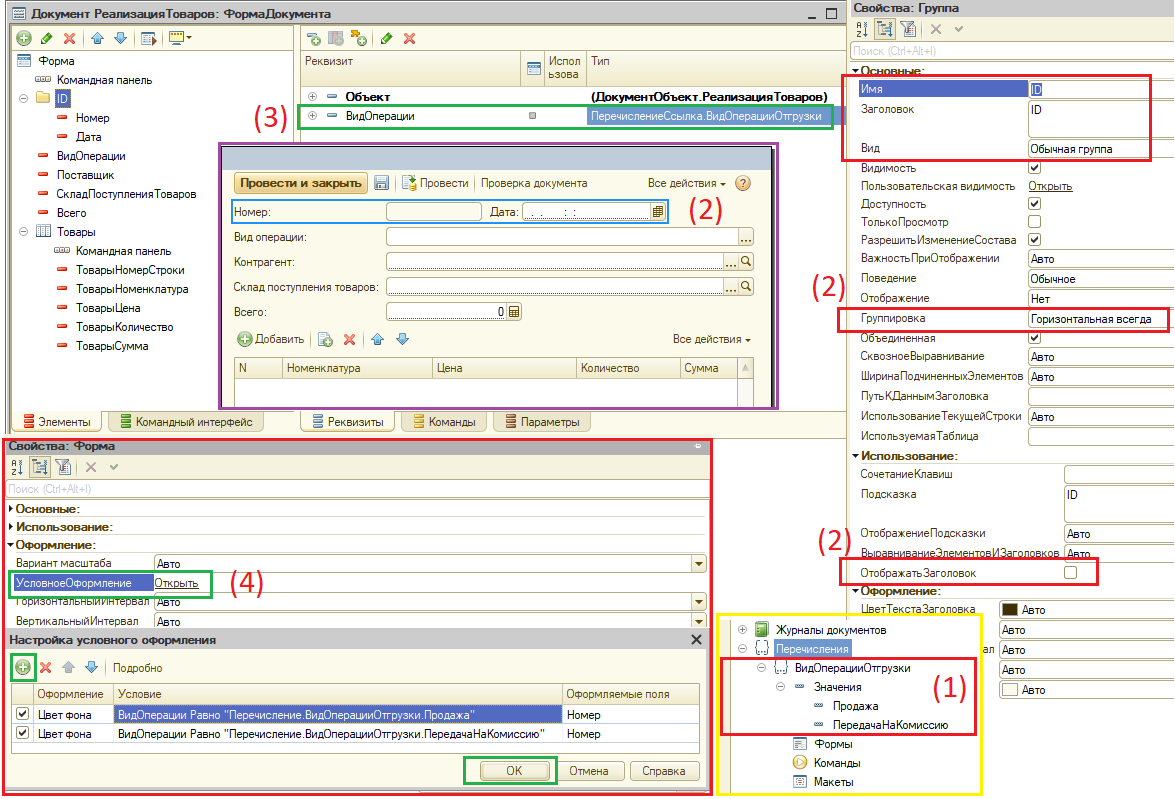 Документ РеализацияТоваров: ФормаДокумента
Форма
Командная панель
ID
Номер
Дата
ВидОперации
Поставщик
СкладПоступленияТоваров
Всего
Товары
Командная панель
ТоварыНомерСтроки
ТоварыНоменклатура
ТоварыЦена
ТоварыКоличество
ТоварыСумма
Элементы
Командный интерфейс
Реквизит
Испол
ьзова
Тип
Объект
(ДокументОбъект.РеализацияТоваров)
(3)
ВидОперации
ПеречислениеСсылка.ВидОперацииОтгрузки
Провести и закрыть
Провести
Проверка документа
Все действия
Номер:
Дата:
. . : :
(2)
Вид операции:
Контрагент:
Склад поступления товаров:
Всего:
0
Добавить
Все действия
N
Номенклатура
Цена
Количество
Сумма
Реквизиты
Команды
Параметры
Свойства: Группа
Поиск (Ctrl+Alt+I)
Основные:
Имя
ID
Заголовок
ID
Вид
Обычная группа
Видимость
Пользовательская видимость
Открыть
Доступность
ТолькоПросмотр
РазрешитьИзменениеСостава
ВажностьПриОтображении
Авто
Поведение
Обычное
(2)
Отображение
Нет
Группировка
Горизонтальная всегда
Объединенная
СквозноеВыравнивание
Авто
ШиринаПодчиненныхЭлементов
Авто
ПутьКДаннымЗаголовка
ИспользованиеТекущейСтроки
Авто
ИспользуемаяТаблица
Использование:
СочетаниеКлавиш
Подсказка
ID
ОтображениеПодсказки
Авто
(2)
ВыравниваниеЭлементовИЗаголовков
Авто
ОтображатьЗаголовок
Оформление:
ЦветТекстаЗаголовка
Авто
Авто
ал
Авто
Авто
Авто
Свойства: Форма
Поиск (Ctrl+Alt+I)
Основные:
Использование:
Оформление:
Вариант масштаба
Авто
УсловноеОформление
Открыть
(4)
ГоризонтальныйИнтервал
Авто
ВертикальныйИнтервал
Авто
Настройка условного оформления
Подробно
Оформление
Условие
Оформляемые поля
Цвет фона
ВидОперации Равно "Перечисление.ВидОперацииОтгрузки.Продажа"
Номер
Цвет фона
ВидОперации Равно "Перечисление.ВидОперацииОтгрузки.ПередачаНаКомиссию"
Номер
ОК
Отмена
Справка
Журналы документов
Перечисления
ВидОперацииОтгрузки
(1)
Значения
Продажа
ПередачаНаКомиссию
Формы
Команды
Макеты